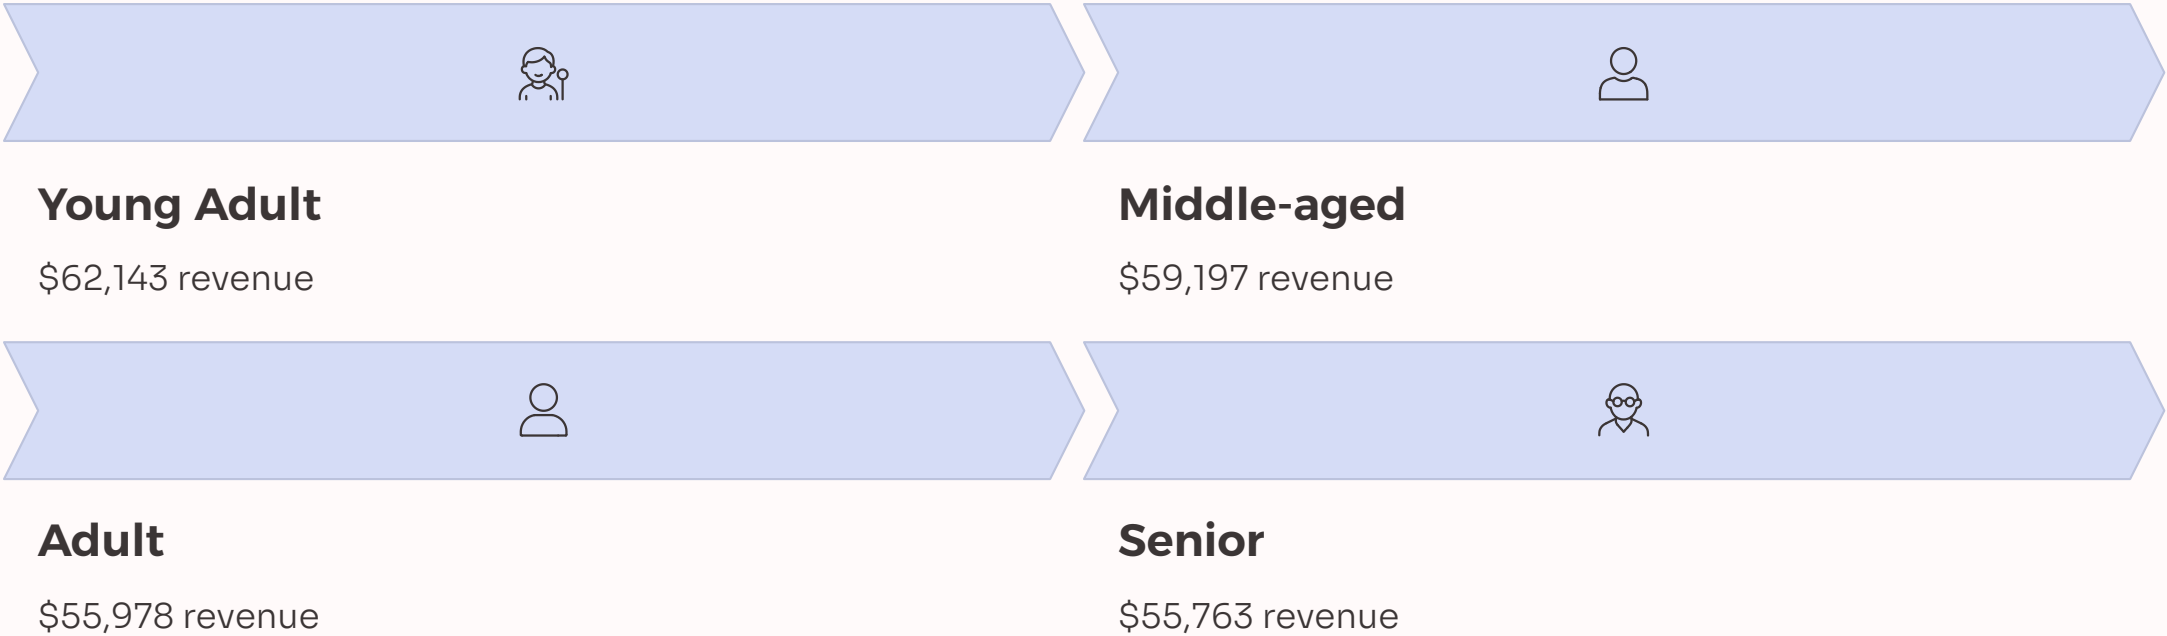 Young Adult
$62,143 revenue
Middle-aged
$59,197 revenue
Adult
$55,978 revenue
Senior
$55,763 revenue